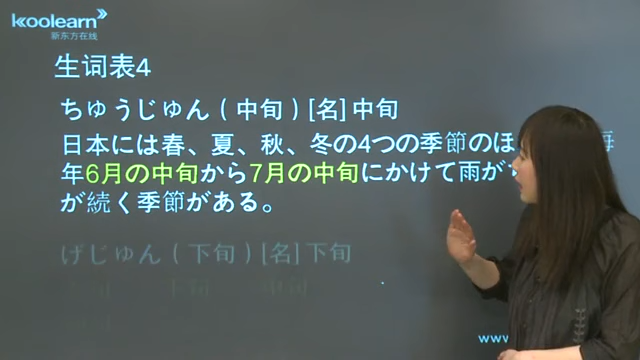 koolearn
新东方在线
生词表4
ちゅうじゅん（中旬）[名]中旬
日本には春、夏、秋、冬の4つの季節のほ
年6月の中旬から7月の中旬にかけて雨が
が続く季節がある。
げじゅん（下旬）[名]下旬
www